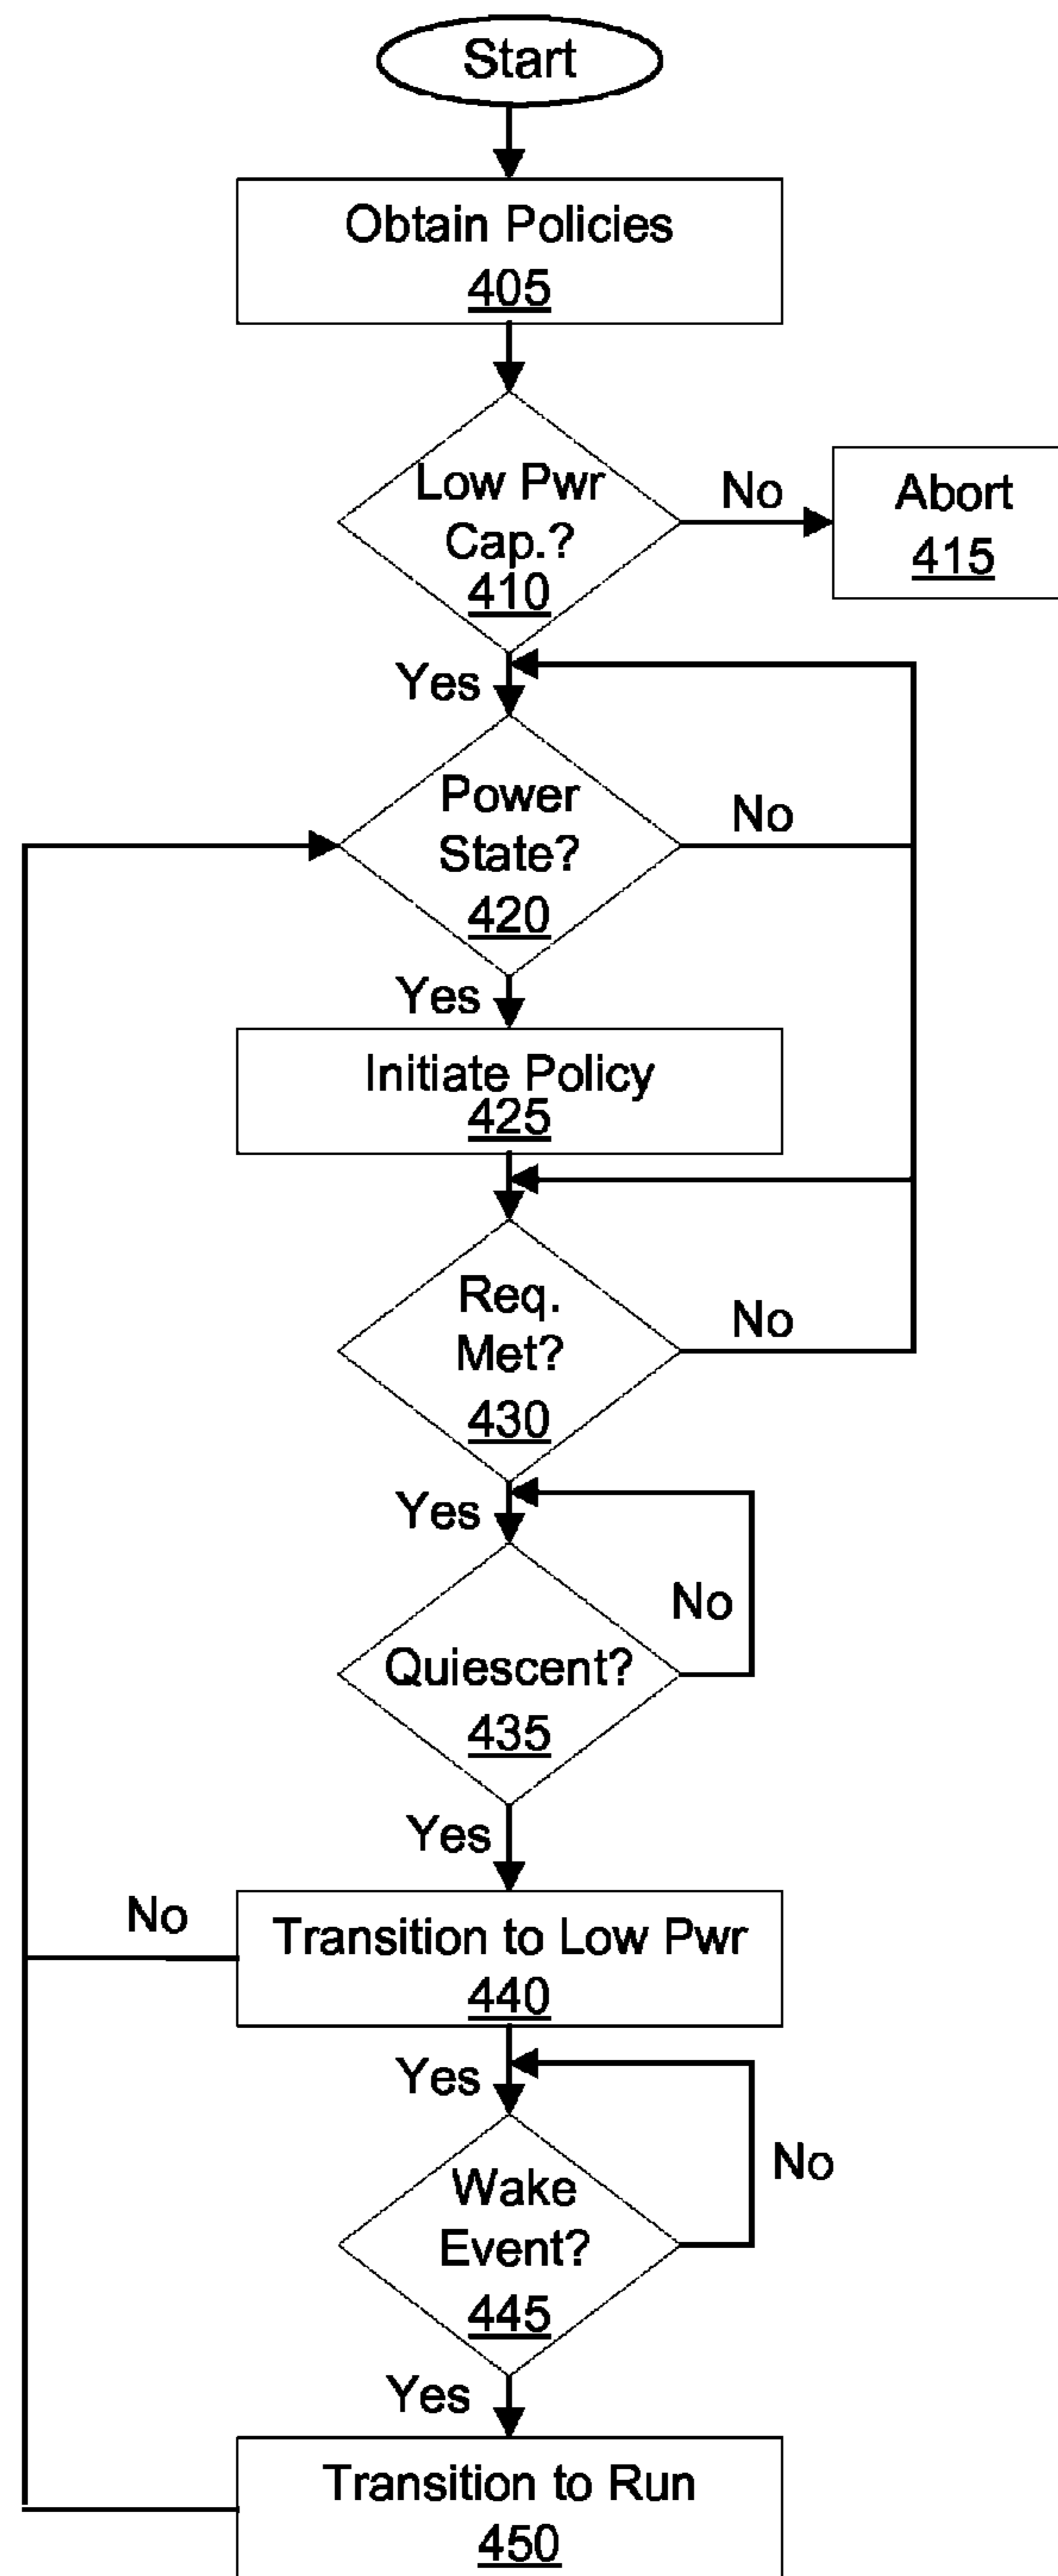 Start
Obtain Policies
405
Low Pwr
Cap.?
410
No
Abort
415
Yes
Power
State?
420
No
Yes
Initiate Policy
425
Req.
Met?
430
No
Yes
No
Quiescent?
435
Yes
No
Transition to Low Pwr
440
Yes
Wake
Event?
445
No
Yes
Transition to Run
450